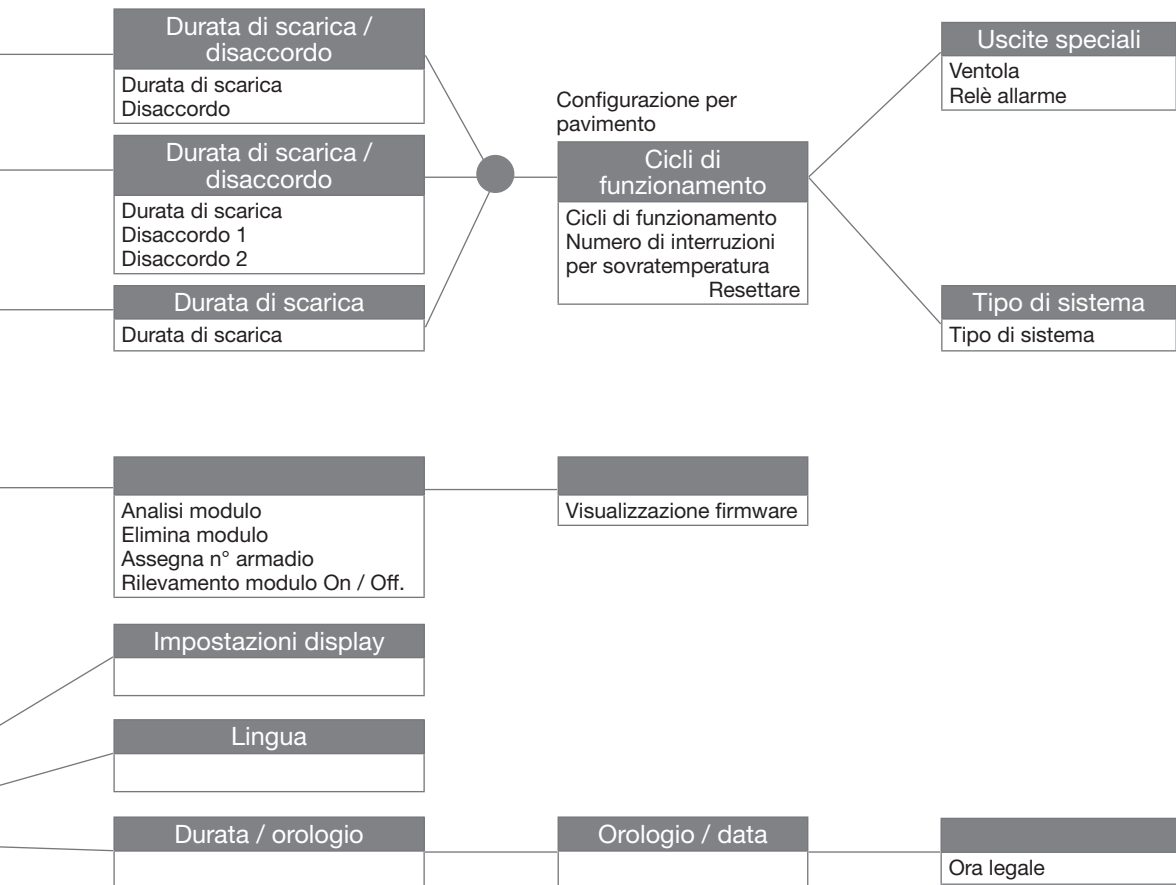 Durata di scarica /
disaccordo
Durata di scarica
Disaccordo
Durata di scarica /
disaccordo
Durata di scarica
Disaccordo 1
Disaccordo 2
Durata di scarica
Durata di scarica
Configurazione per
pavimento
Cicli di
funzionamento
Cicli di funzionamento
Numero di interruzioni
per sovratemperatura
Resettare
Uscite speciali
Ventola
Relè allarme
Tipo di sistema
Tipo di sistema
Analisi modulo
Elimina modulo
Assegna n° armadio
Rilevamento modulo On / Off.
Visualizzazione firmware
Impostazioni display
Lingua
Durata / orologio
Orologio / data
Ora legale